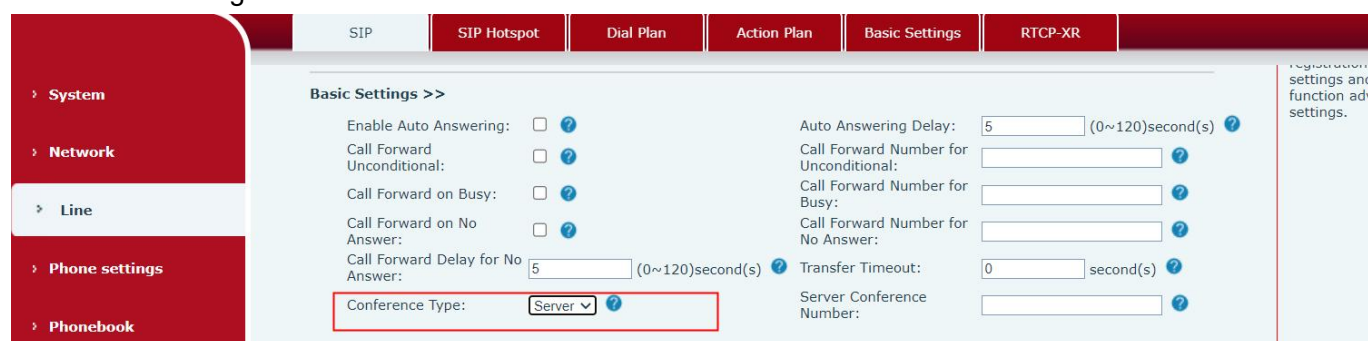 SIP
SIP Hotspot
Dial Plan
Action Plan
Basic Settings
RTCP-XR
System
Network
Line
Phone settings
Phonebook
Basic Settings >>
Enable Auto Answering: ?
Auto Answering Delay: 5 (0~120)second(s) ?
Call Forward
Unconditional: ?
Call Forward Number for
Unconditional: ?
Call Forward on Busy: ?
Call Forward Number for
Busy: ?
Call Forward on No
Answer: ?
Call Forward Number for
No Answer: ?
Call Forward Delay for No
Answer: 5 (0~120)second(s) ?
Transfer Timeout: 0 second(s) ?
Conference Type: Server ?
Server Conference
Number: ?
settings and
function
settings.